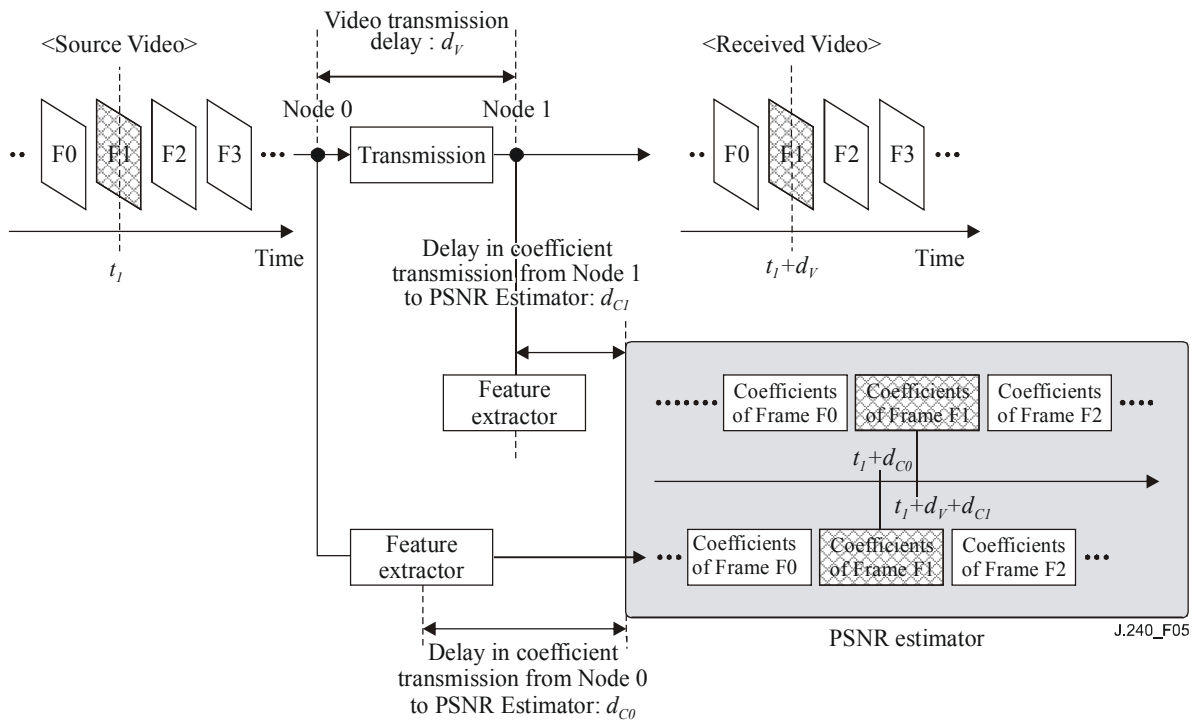 Video transmission
delay : dV
<Source Video>
<Received Video>
Node 0
Node 1
•• F0 F1 F2 F3 •••
Transmission
•• F0 F1 F2 F3 •••
Time
t1
Time
t1+dV
Delay in coefficient
transmission from Node 1
to PSNR Estimator: dC1
Feature
extractor
••••••• Coefficients
of Frame F0
Coefficients
of Frame F1
Coefficients
of Frame F2 ••••
t1+dC0
t1+dV+dC1
Feature
extractor
••• Coefficients
of Frame F0
Coefficients
of Frame F1
Coefficients
of Frame F2 •••
PSNR estimator
J.240_F05
Delay in coefficient
transmission from Node 0
to PSNR Estimator: dC0